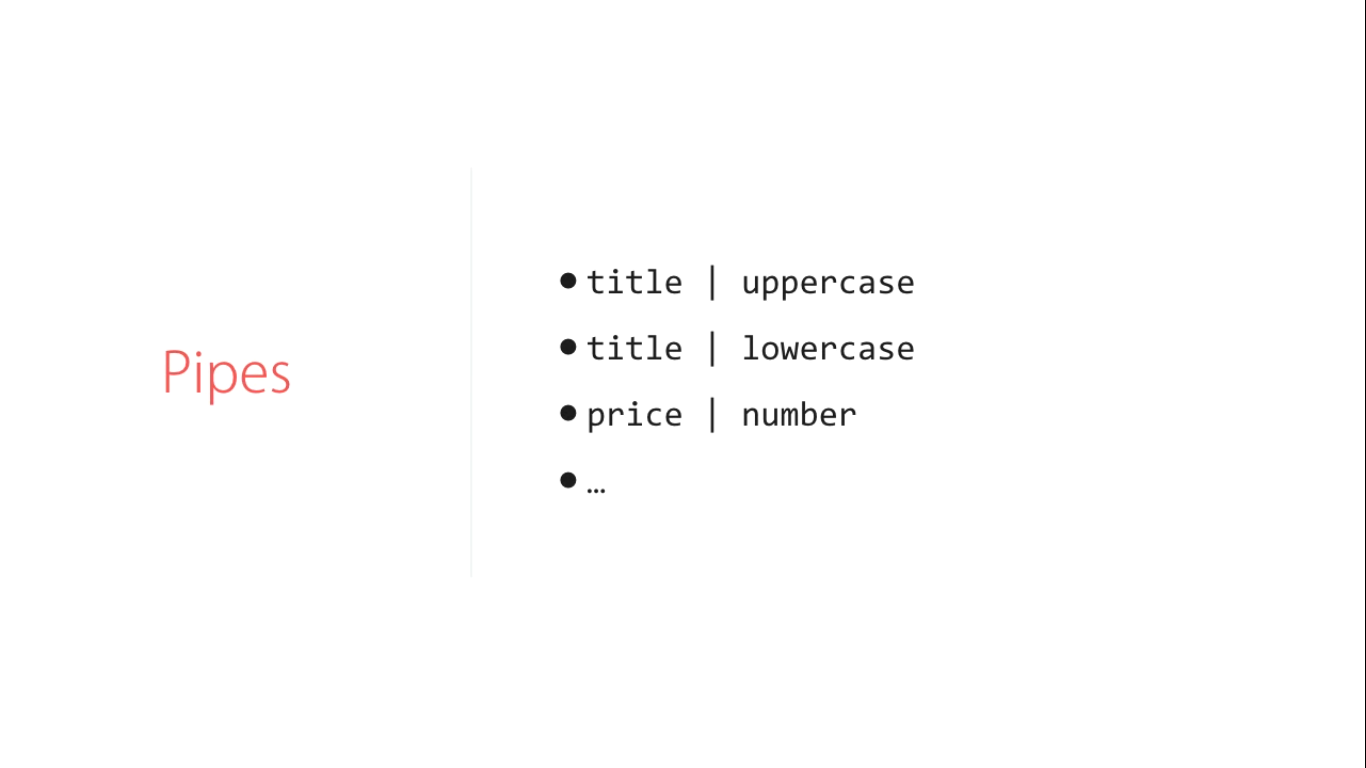 Pipes
• title | uppercase
• title | lowercase
• price | number
• …